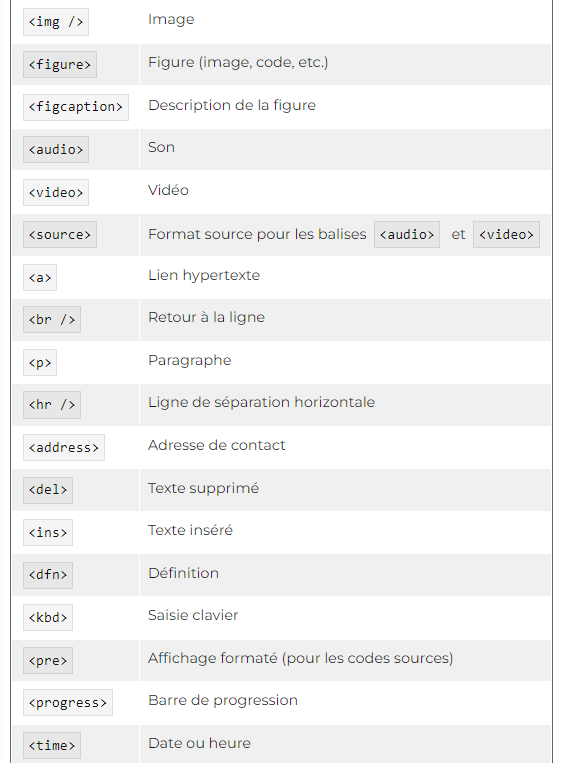 <img /> Image
<figure> Figure (image, code, etc.)
<figcaption> Description de la figure
<audio> Son
<video> Vidéo
<source> Format source pour les balises <audio> et <video>
<a> Lien hypertexte
<br /> Retour à la ligne
<p> Paragraphe
<hr /> Ligne de séparation horizontale
<address> Adresse de contact
<del> Texte supprimé
<ins> Texte inséré
<dfn> Définition
<kbd> Saisie clavier
<pre> Affichage formaté (pour les codes sources)
<progress> Barre de progression
<time> Date ou heure